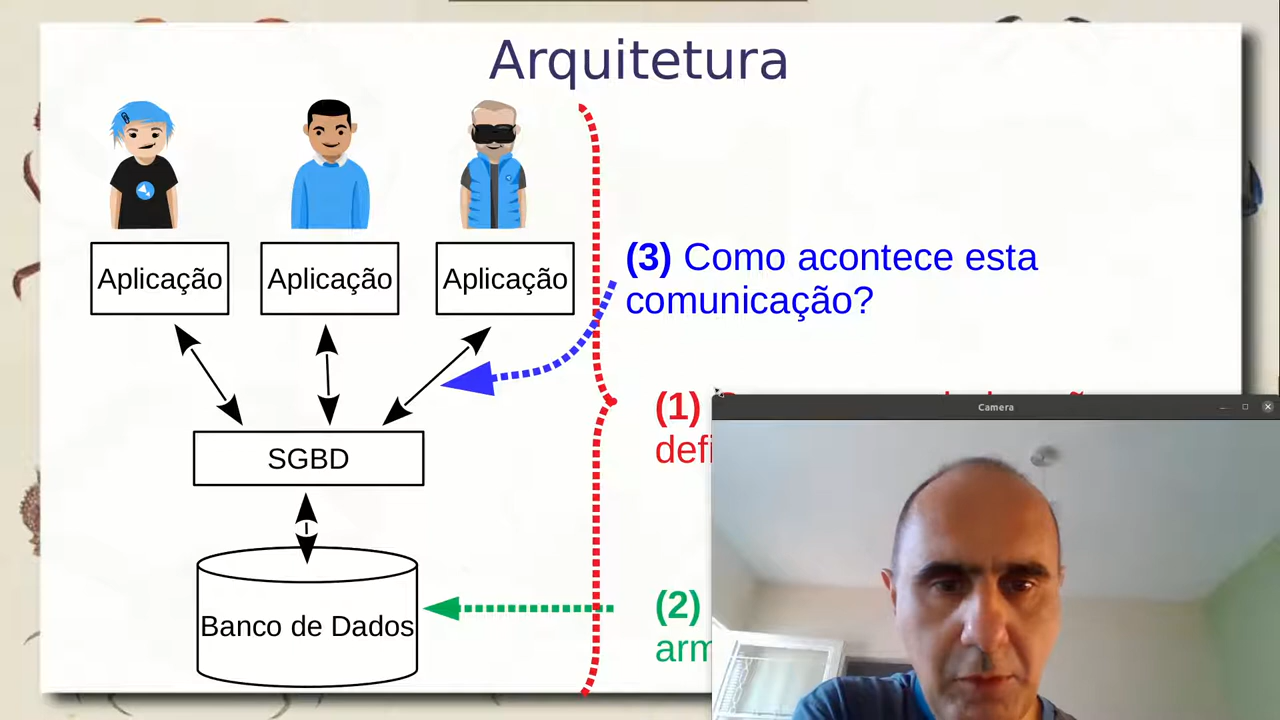 Arquitetura
Aplicação
Aplicação
Aplicação
(3) Como acontece esta
comunicação?
(1)
SGBD
Banco de Dados
(2)
Camera